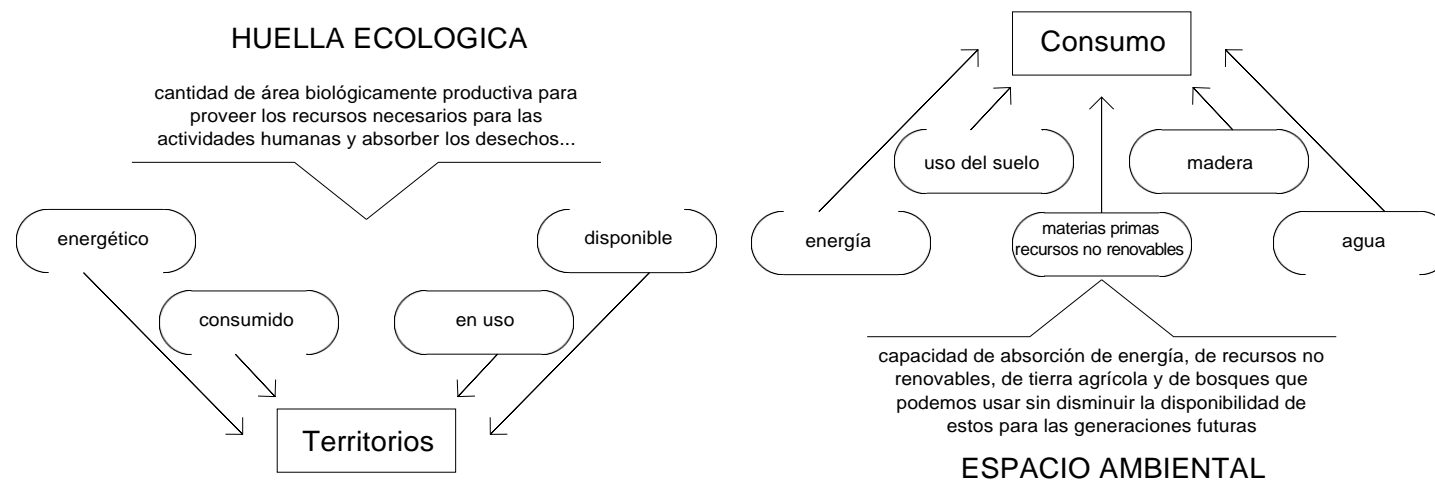 HUELLA ECOLOGICA
cantidad de área biológicamente productiva para
proveer los recursos necesarios para las
actividades humanas y absorber los desechos...
energético
disponible
consumido
en uso
Territorios
Consumo
uso del suelo
madera
energía
materias primas
recursos no renovables
agua
capacidad de absorción de energía, de recursos no
renovables, de tierra agrícola y de bosques que
podemos usar sin disminuir la disponibilidad de
estos para las generaciones futuras
ESPACIO AMBIENTAL